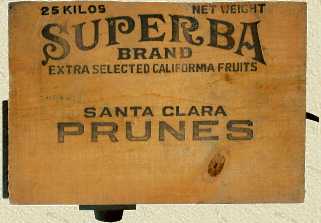 25 KILOS NET WEIGHT
SUPERBA
BRAND
EXTRA SELECTED CALIFORNIA FRUITS
SANTA CLARA
PRUNES